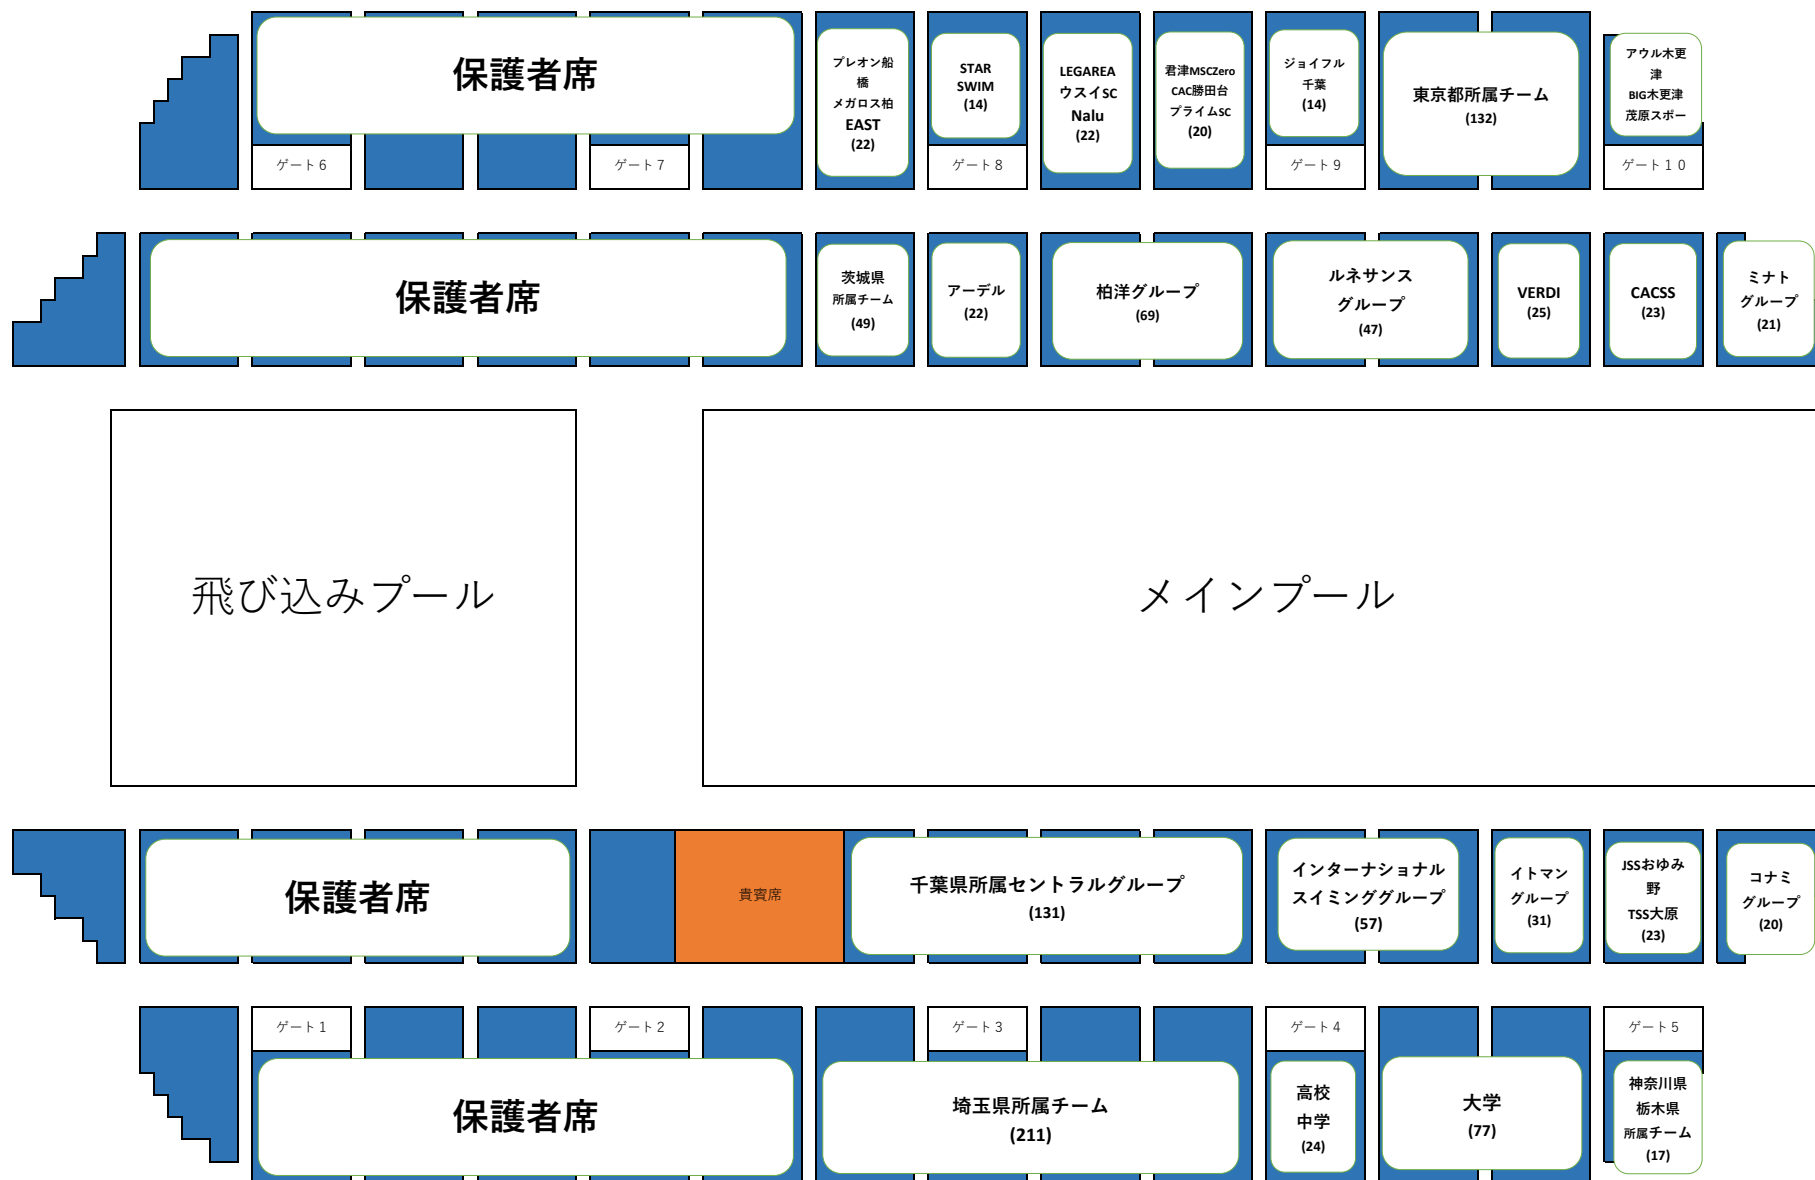 保護者席
プレオン船
橋
メガロス柏
EAST
(22)
STAR
SWIM
(14)
LEGAREA
ウスイSC
Nalu
(22)
君津MSCZero
CAC勝田台
プライムSC
(20)
ジョイフル
千葉
(14)
東京都所属チーム
(132)
アウル木更
津
BIG木更津
茂原スポー
ゲート６
ゲート７
ゲート８
ゲート９
ゲート１０
保護者席
茨城県
所属チーム
(49)
アーデル
(22)
柏洋グループ
(69)
ルネサンス
グループ
(47)
VERDI
(25)
CACSS
(23)
ミナト
グループ
(21)
飛び込みプール
メインプール
保護者席
貴賓席
千葉県所属セントラルグループ
(131)
インターナショナル
スイミンググループ
(57)
イトマン
グループ
(31)
JSSおゆみ
野
TSS大原
(23)
コナミ
グループ
(20)
ゲート１
ゲート２
ゲート３
ゲート４
ゲート５
保護者席
埼玉県所属チーム
(211)
高校
中学
(24)
大学
(77)
神奈川県
栃木県
所属チーム
(17)